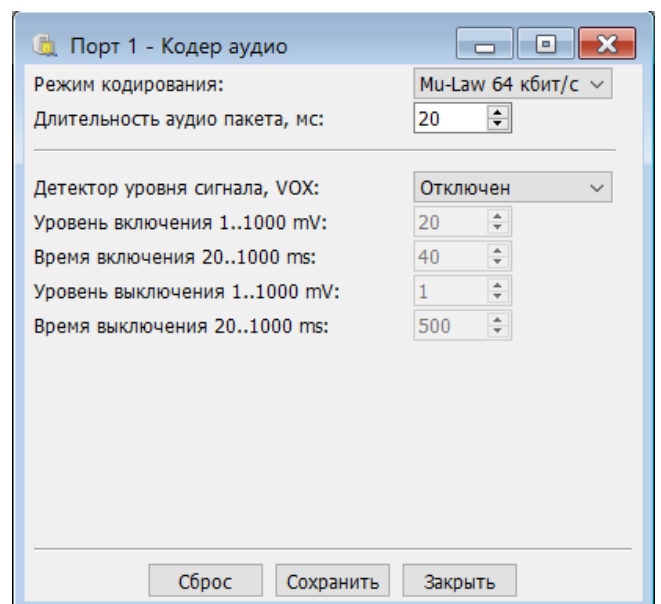 Порт 1 - Кодер аудио
Режим кодирования: Mu-Law 64 кбит/с
Длительность аудио пакета, мс: 20
Детектор уровня сигнала, VOX: Отключен
Уровень включения 1..1000 mV: 20
Время включения 20..1000 ms: 40
Уровень выключения 1..1000 mV: 1
Время выключения 20..1000 ms: 500
Сброс Сохранить Закрыть